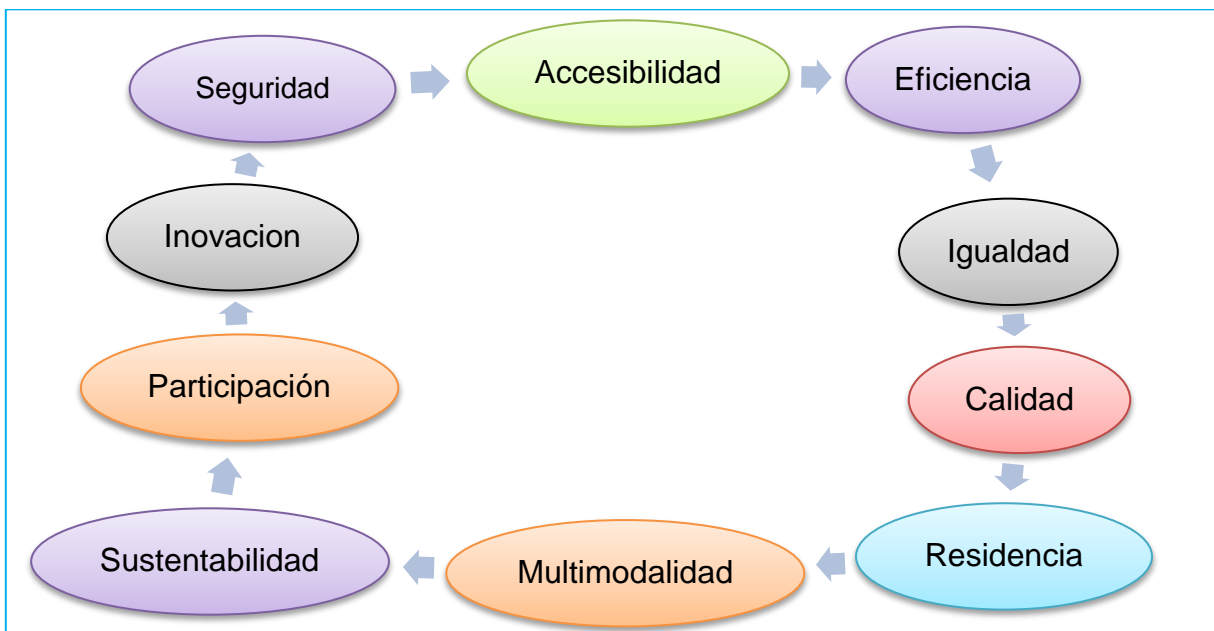 Seguridad
Accesibilidad
Eficiencia
Igualdad
Calidad
Residencia
Multimodalidad
Sustentabilidad
Participación
Inovacion